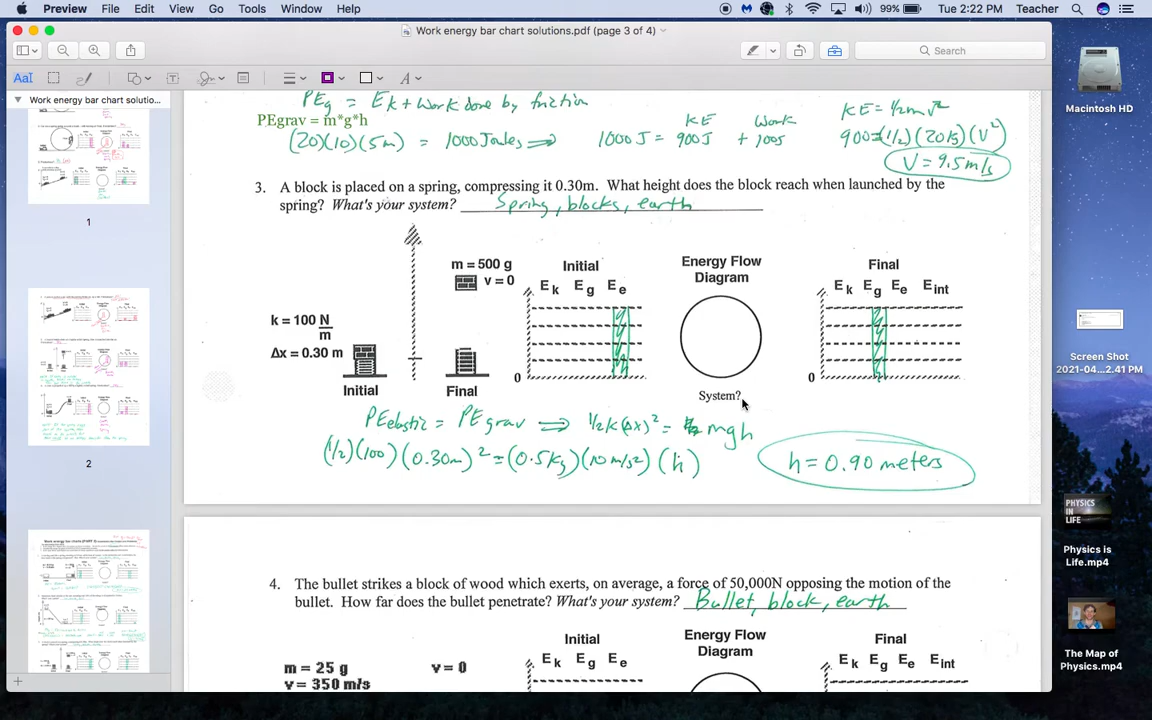 Preview File Edit View Go Tools Window Help 99% Tue 2:22 PM Teacher
Work energy bar chart solutions.pdf (page 3 of 4)
Search
AaI T A
Work energy bar chart solutio...
1
2
PEg = Ek + Work done by friction
PEgrav = m*g*h
(20)(10)(5m) = 1000 Joules ⟹ 1000 J = 900J + 100J
KE Work
KE = 1/2 m v²
900 = (1/2)(20)(V²)
V = 9.5 m/s
3. A block is placed on a spring, compressing it 0.30m. What height does the block reach when launched by the
spring? What's your system? Spring, blocks, earth
m = 500 g
v = 0
k = 100 N/m
Δx = 0.30 m
Initial
Final
Initial
Ek Eg Ee
0
Energy Flow
Diagram
System?
Final
Ek Eg Ee Eint
0
PEelastic = PEgrav ⟹ 1/2 k (Δx)² = mgh
(1/2)(100)(0.30m)² = (0.5kg)(10 m/s²)(h)
h = 0.90 meters
4. The bullet strikes a block of wood which exerts, on average, a force of 50,000N opposing the motion of the
bullet. How far does the bullet penetrate? What's your system? Bullet, block, earth
m = 25 g
v = 350 m/s
v = 0
Initial
Ek Eg Ee
Energy Flow
Diagram
Final
Ek Eg Ee Eint
Macintosh HD
Screen Shot
2021-04...2.41 PM
PHYSICS
IN
LIFE
Physics is
Life.mp4
The Map of
Physics.mp4